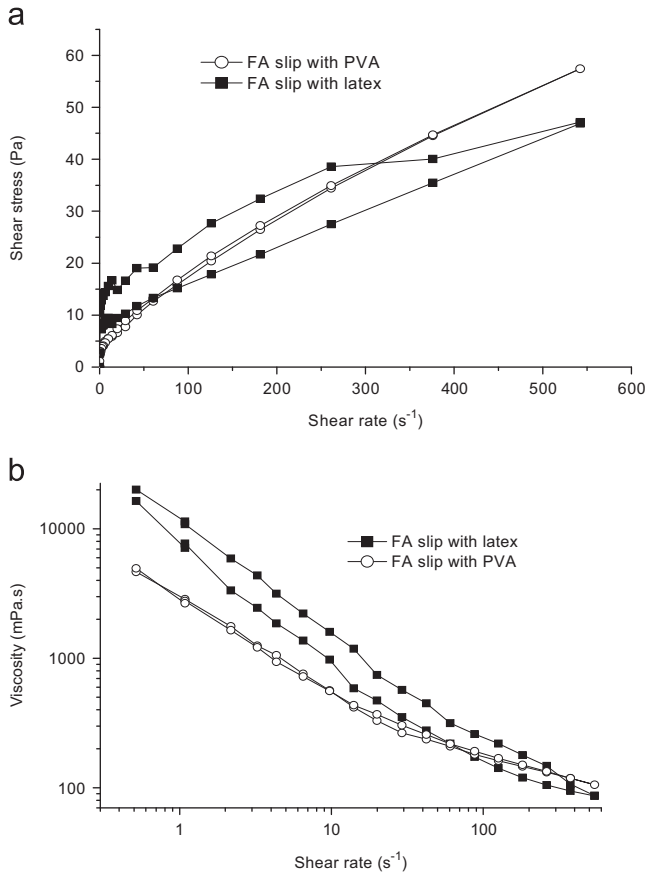 a
60
50
40
30
20
10
0
Shear stress (Pa)
FA slip with PVA
FA slip with latex
0 100 200 300 400 500 600
Shear rate (s⁻¹)
b
10000
1000
100
Viscosity (mPa.s)
FA slip with latex
FA slip with PVA
1 10 100
Shear rate (s⁻¹)